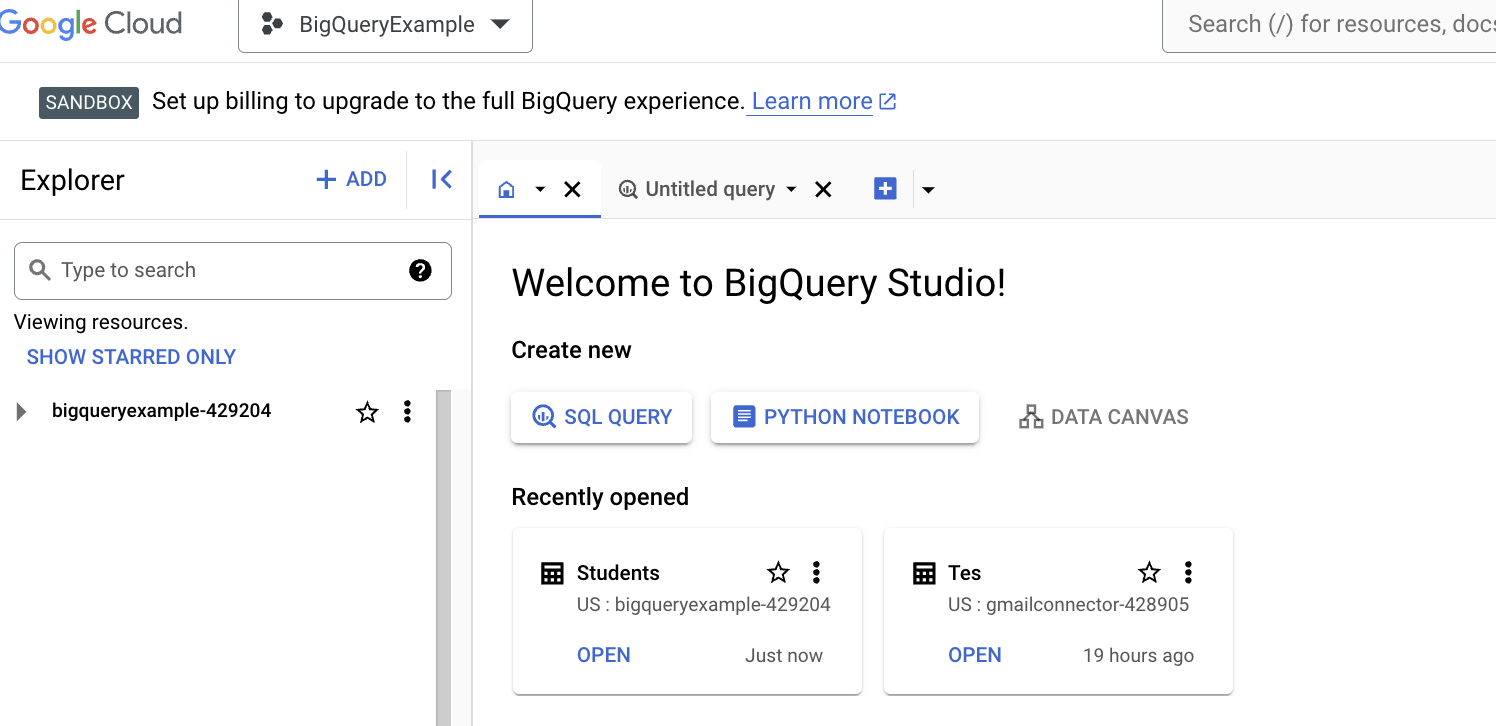 Google Cloud
BigQueryExample
Search (/) for resources, docs
SANDBOX Set up billing to upgrade to the full BigQuery experience. Learn more
Explorer
+ ADD
Untitled query
Type to search
Viewing resources.
SHOW STARRED ONLY
bigqueryexample-429204
Welcome to BigQuery Studio!
Create new
SQL QUERY
PYTHON NOTEBOOK
DATA CANVAS
Recently opened
Students
US : bigqueryexample-429204
OPEN
Just now
Tes
US : gmailconnector-428905
OPEN
19 hours ago